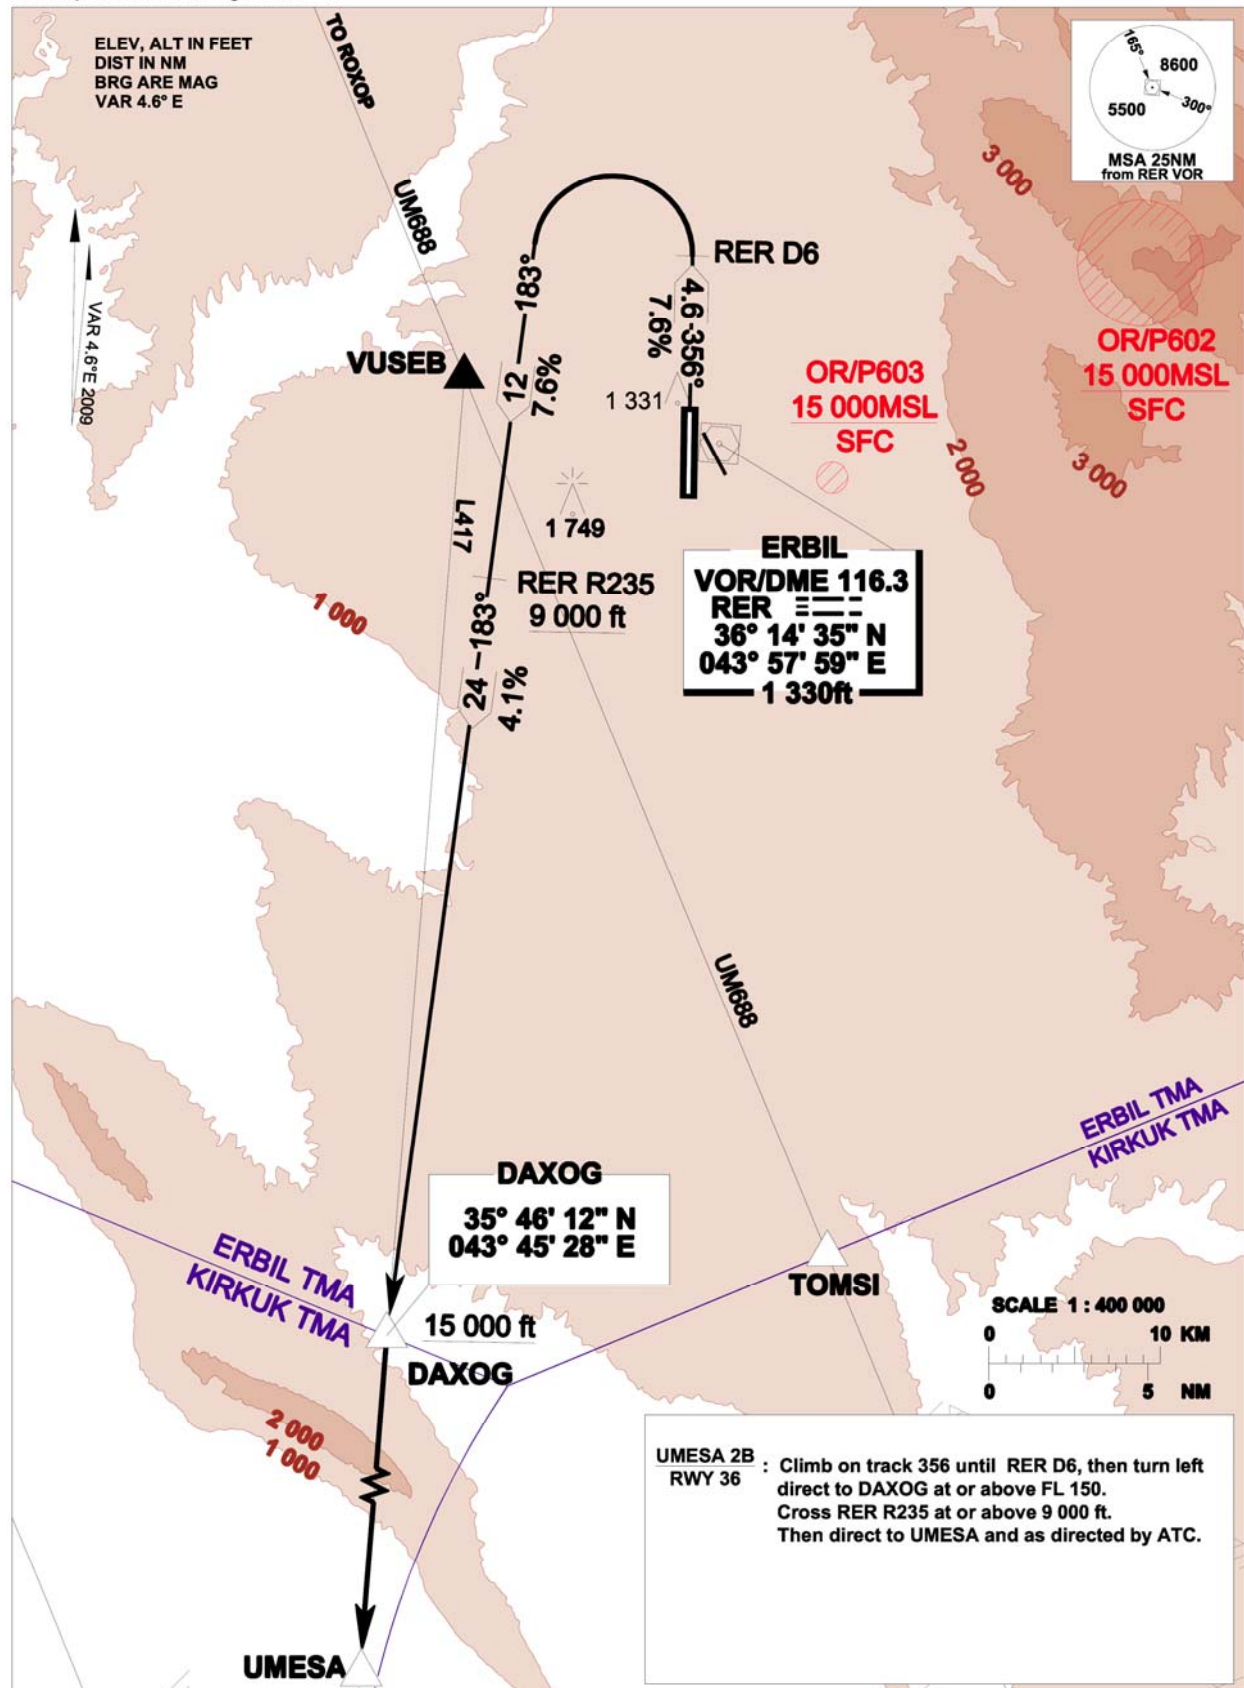 ELEV, ALT IN FEET
DIST IN NM
BRG ARE MAG
VAR 4.6° E
TO ROXOP
165°
8600
5500
300°
MSA 25NM
from RER VOR
3 000
UM688
VAR 4.6°E 2009
RER D6
4.6 -356°
7.6%
12 — 183°
7.6%
VUSEB
1 331
OR/P603
15 000MSL
SFC
OR/P602
15 000MSL
SFC
2 000
3 000
L417
1 749
ERBIL
VOR/DME 116.3
RER
36° 14' 35" N
043° 57' 59" E
1 330ft
RER R235
9 000 ft
1 000
24 – 183°
4.1%
UM688
ERBIL TMA
KIRKUK TMA
DAXOG
35° 46' 12" N
043° 45' 28" E
ERBIL TMA
KIRKUK TMA
TOMSI
15 000 ft
DAXOG
SCALE 1 : 400 000
0 10 KM
0 5 NM
2 000
1 000
UMESA 2B
RWY 36
: Climb on track 356 until RER D6, then turn left
direct to DAXOG at or above FL 150.
Cross RER R235 at or above 9 000 ft.
Then direct to UMESA and as directed by ATC.
UMESA